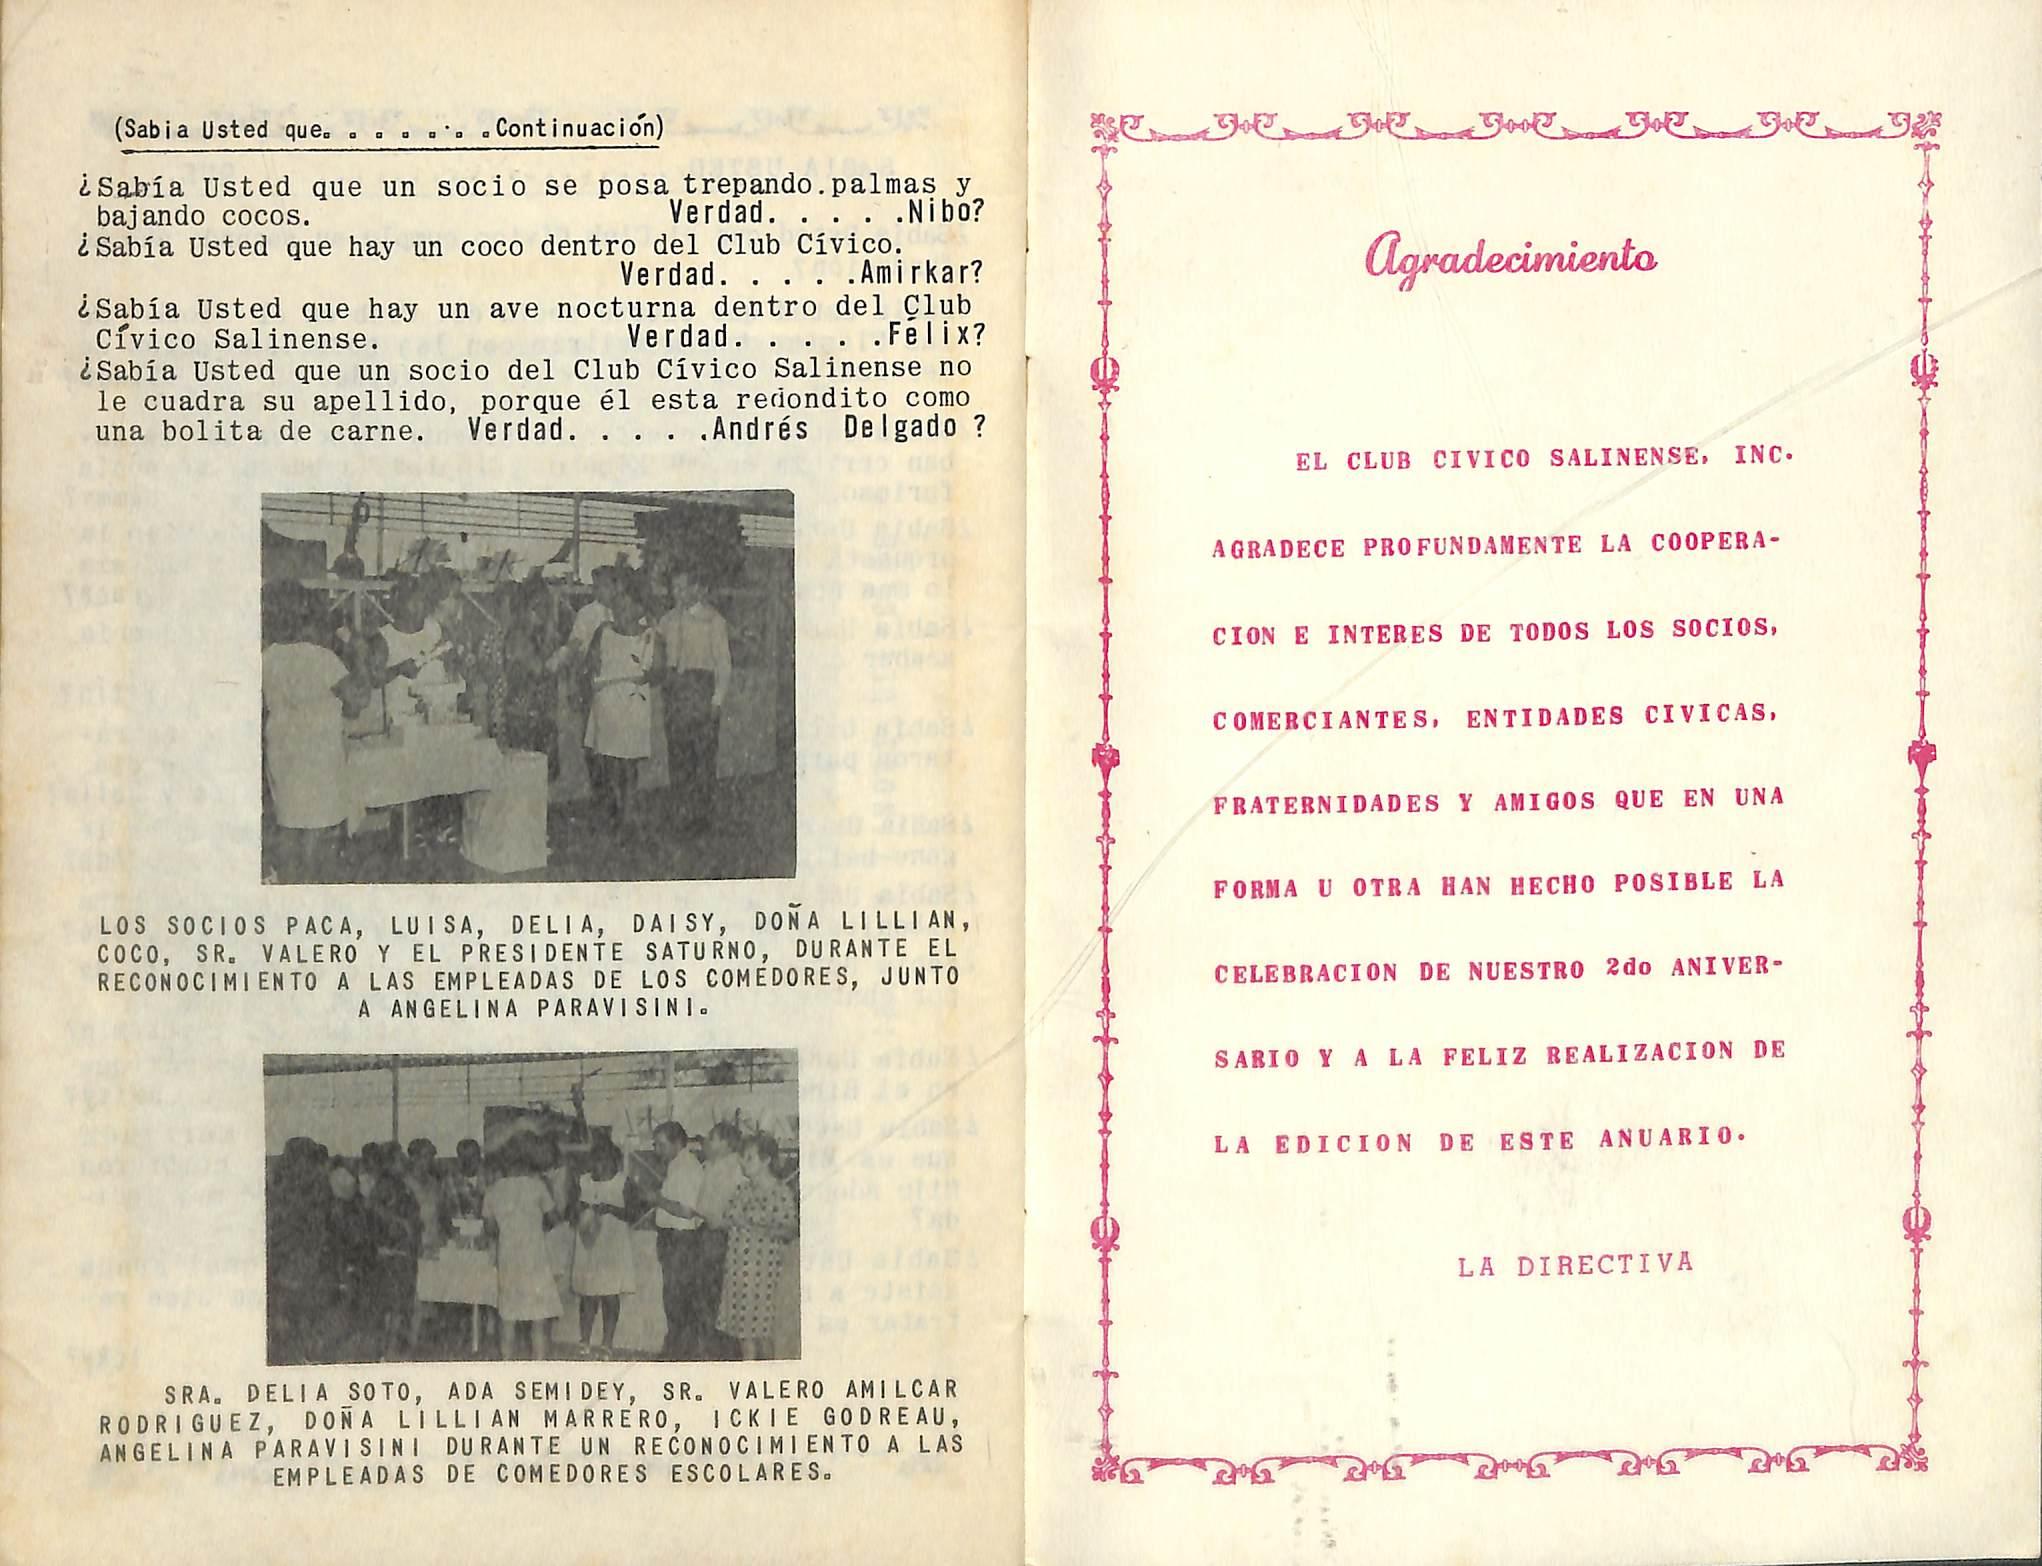 (Sabia Usted que. . . . . . . .Continuación)
¿Sabía Usted que un socio se posa trepando.palmas y
bajando cocos. Verdad. . . . .Nibo?
¿Sabía Usted que hay un coco dentro del Club Cívico.
Verdad. . . . .Amirkar?
¿Sabía Usted que hay un ave nocturna dentro del Club
Cívico Salinense. Verdad. . . . .Félix?
¿Sabía Usted que un socio del Club Cívico Salinense no
le cuadra su apellido, porque él esta redondito como
una bolita de carne. Verdad. . . . .Andrés Delgado ?
LOS SOCIOS PACA, LUISA, DELIA, DAISY, DOÑA LILLIAN,
COCO, SR. VALERO Y EL PRESIDENTE SATURNO, DURANTE EL
RECONOCIMIENTO A LAS EMPLEADAS DE LOS COMEDORES, JUNTO
A ANGELINA PARAVISINI.
SRA. DELIA SOTO, ADA SEMIDEY, SR. VALERO AMILCAR
RODRIGUEZ, DOÑA LILLIAN MARRERO, ICKIE GODREAU,
ANGELINA PARAVISINI DURANTE UN RECONOCIMIENTO A LAS
EMPLEADAS DE COMEDORES ESCOLARES.
Agradecimiento
EL CLUB CIVICO SALINENSE, INC.
AGRADECE PROFUNDAMENTE LA COOPERA-
CION E INTERES DE TODOS LOS SOCIOS,
COMERCIANTES, ENTIDADES CIVICAS,
FRATERNIDADES Y AMIGOS QUE EN UNA
FORMA U OTRA HAN HECHO POSIBLE LA
CELEBRACION DE NUESTRO 2do ANIVER-
SARIO Y A LA FELIZ REALIZACION DE
LA EDICION DE ESTE ANUARIO.
LA DIRECTIVA